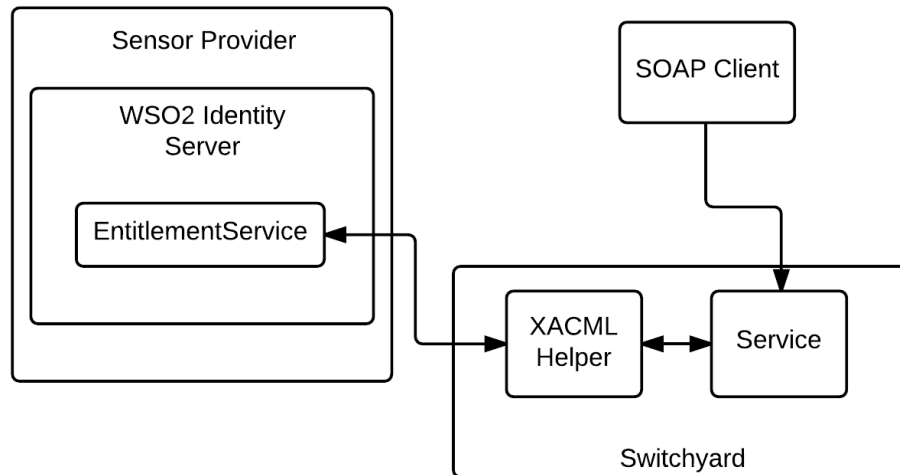 Sensor Provider
WSO2 Identity
Server
EntitlementService
SOAP Client
XACML
Helper
Service
Switchyard